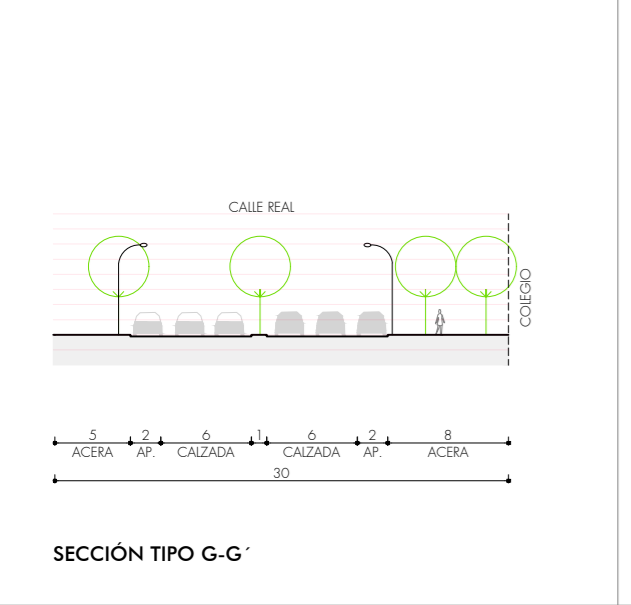 CALLE REAL
COLEGIO
5 2 6 1 6 2 8
ACERA AP. CALZADA CALZADA AP. ACERA
30
SECCIÓN TIPO G-G´